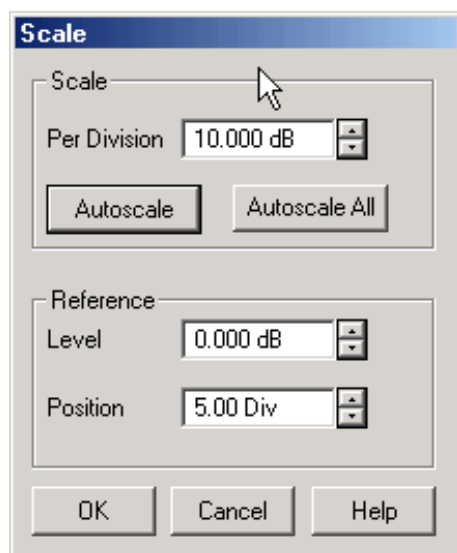 Scale
Scale
Per Division 10.000 dB
Autoscale Autoscale All
Reference
Level 0.000 dB
Position 5.00 Div
OK Cancel Help